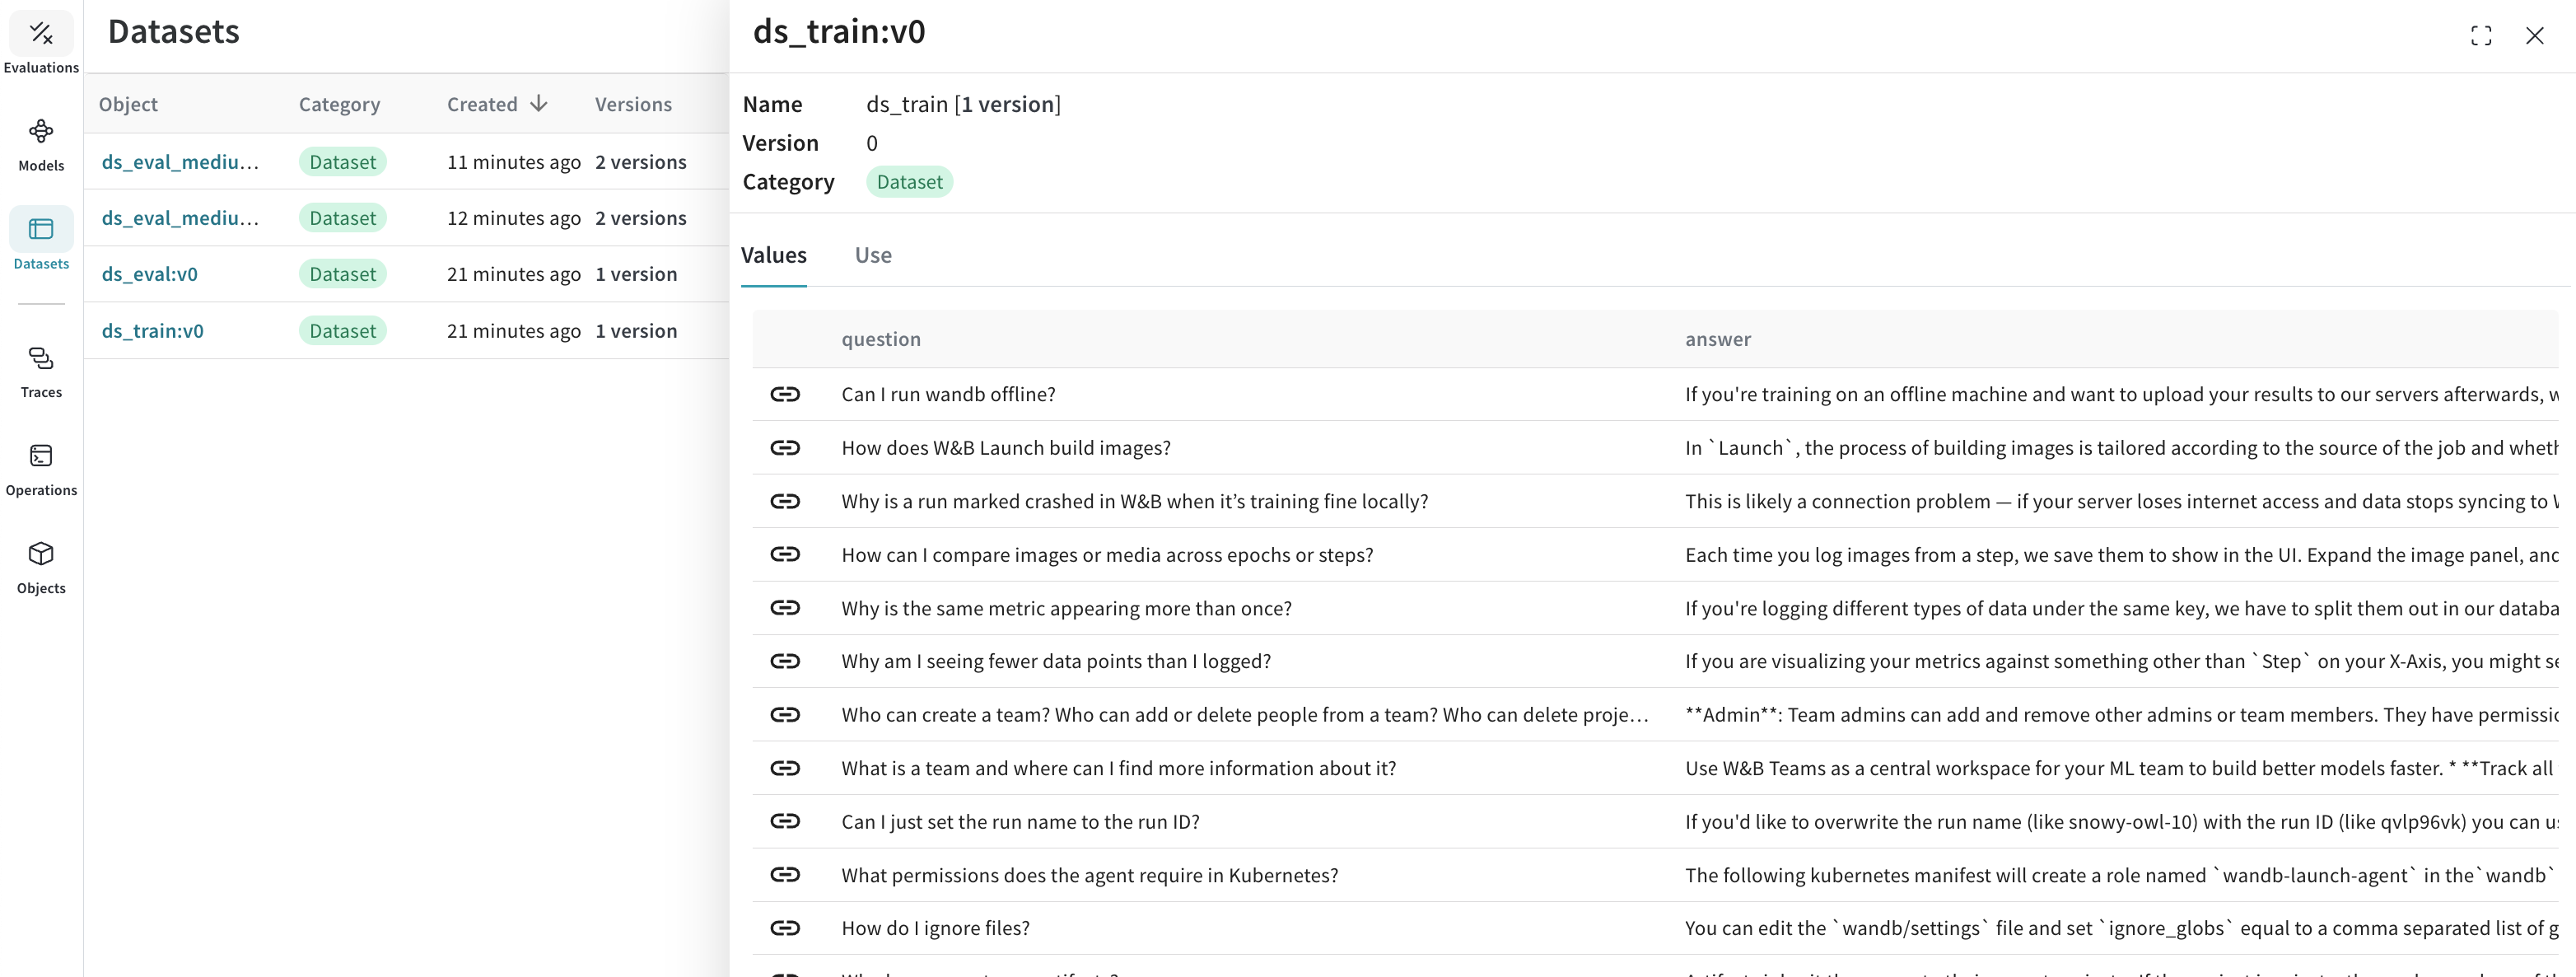 Evaluations
Models
Datasets
Traces
Operations
Objects
Datasets
Object Category Created Versions
ds_eval_mediu... Dataset 11 minutes ago 2 versions
ds_eval_mediu... Dataset 12 minutes ago 2 versions
ds_eval:v0 Dataset 21 minutes ago 1 version
ds_train:v0 Dataset 21 minutes ago 1 version
ds_train:v0
Name ds_train [1 version]
Version 0
Category Dataset
Values Use
question answer
Can I run wandb offline? If you're training on an offline machine and want to upload your results to our servers afterwards,
How does W&B Launch build images? In `Launch`, the process of building images is tailored according to the source of the job and
Why is a run marked crashed in W&B when it’s training fine locally? This is likely a connection problem — if your server loses internet access and data stops syncing to
How can I compare images or media across epochs or steps? Each time you log images from a step, we save them to show in the UI. Expand the image panel, and
Why is the same metric appearing more than once? If you're logging different types of data under the same key, we have to split them out in our
Why am I seeing fewer data points than I logged? If you are visualizing your metrics against something other than `Step` on your X-Axis, you might
Who can create a team? Who can add or delete people from a team? Who can delete proje... **Admin**: Team admins can add and remove other admins or team members. They have
What is a team and where can I find more information about it? Use W&B Teams as a central workspace for your ML team to build better models faster. * **Track all
Can I just set the run name to the run ID? If you'd like to overwrite the run name (like snowy-owl-10) with the run ID (like qvlp96vk) you can
What permissions does the agent require in Kubernetes? The following kubernetes manifest will create a role named `wandb-launch-agent` in the`wandb`
How do I ignore files? You can edit the `wandb/settings` file and set `ignore_globs` equal to a comma separated list of